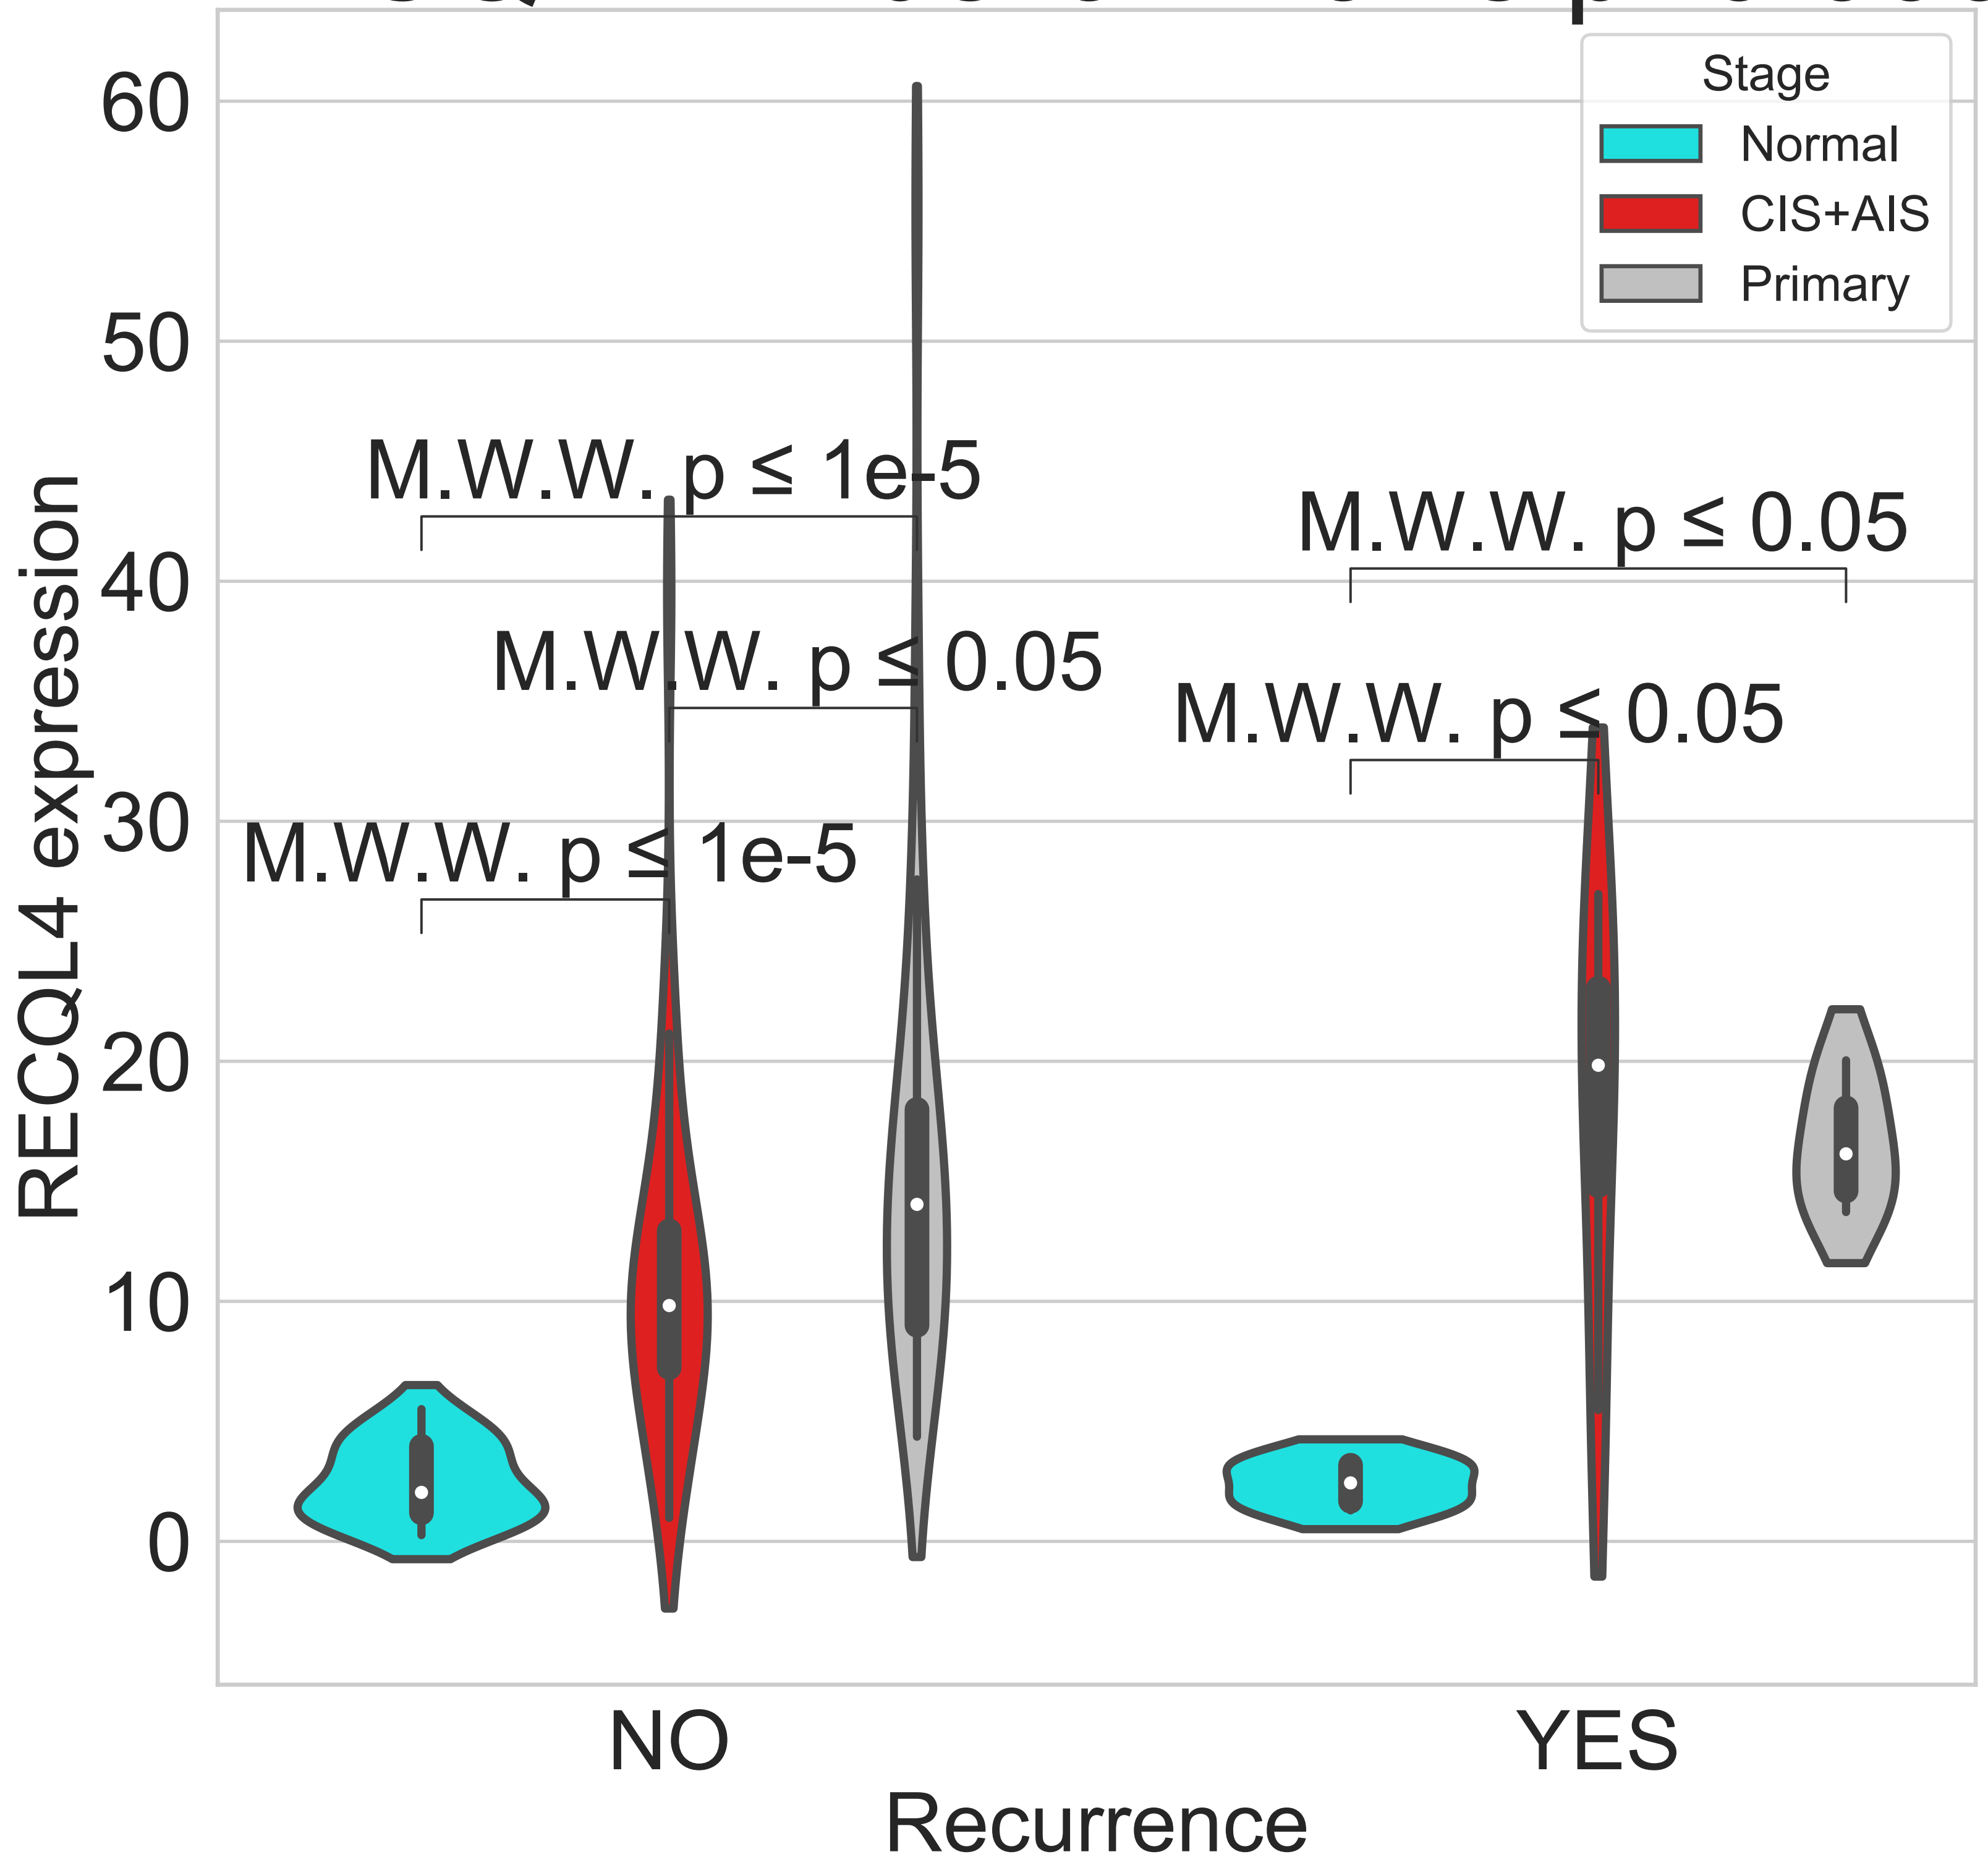 Stage
Normal
CIS+AIS
Primary
60
50
40
30
20
10
0
RECQL4 expression
M.W.W. p ≤ 1e-5
M.W.W. p ≤ 0.05
M.W.W. p ≤ 0.05
M.W.W. p ≤ 0.05
M.W.W. p ≤ 1e-5
NO
YES
Recurrence